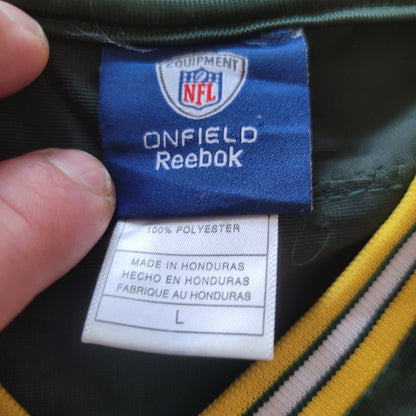 EQUIPMENT
NFL
ONFIELD
Reebok
100% POLYESTER
MADE IN HONDURAS
HECHO EN HONDURAS
FABRIQUE AU HONDURAS
L